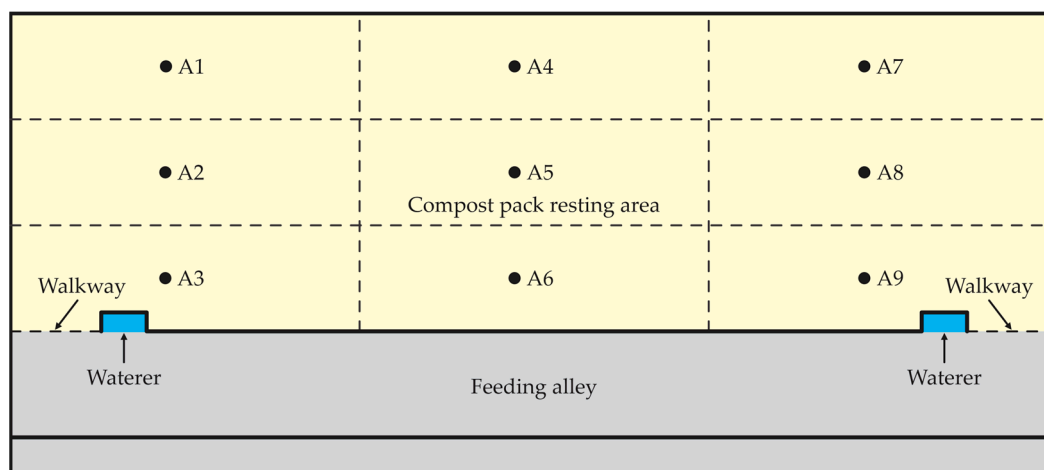 A1
A4
A7
A2
A5
A8
Compost pack resting area
A3
A6
A9
Walkway
Walkway
Waterer
Feeding alley
Waterer